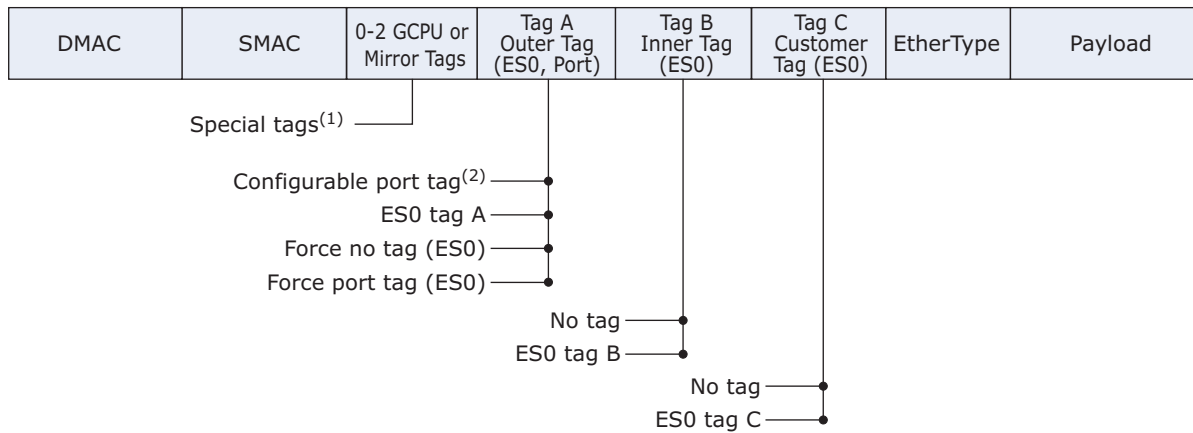 DMAC
SMAC
0-2 GCPU or
Mirror Tags
Tag A
Outer Tag
(ES0, Port)
Tag B
Inner Tag
(ES0)
Tag C
Customer
Tag (ES0)
EtherType
Payload
Special tags(1)
Configurable port tag(2)
ES0 tag A
Force no tag (ES0)
Force port tag (ES0)
No tag
ES0 tag B
No tag
ES0 tag C